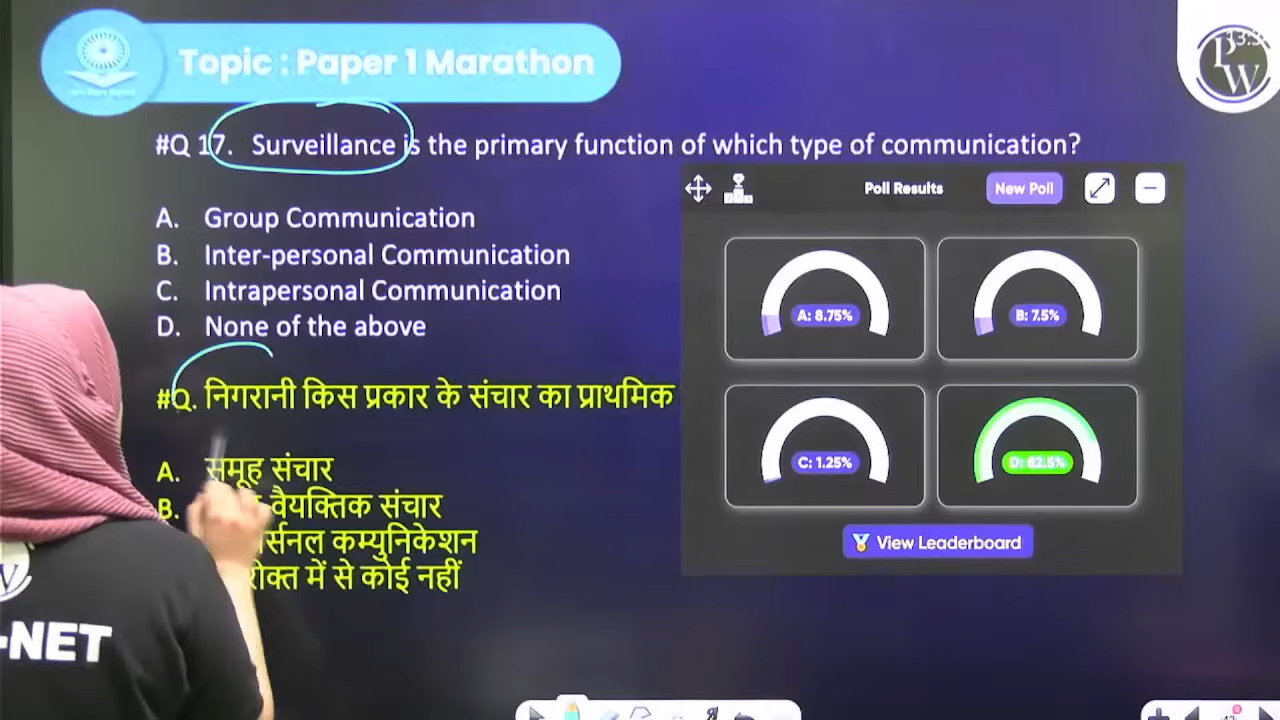 Topic : Paper 1 Marathon
#Q 17. Surveillance is the primary function of which type of communication?
Poll Results
New Poll
A. Group Communication
B. Inter-personal Communication
C. Intrapersonal Communication
D. None of the above
A: 8.75%
B: 7.5%
C: 1.25%
D: 62.5%
View Leaderboard
#Q. निगरानी किस प्रकार के संचार का प्राथमिक
A. समूह संचार
B. वैयक्तिक संचार
कम्युनिकेशन
में से कोई नहीं
PW
-NET